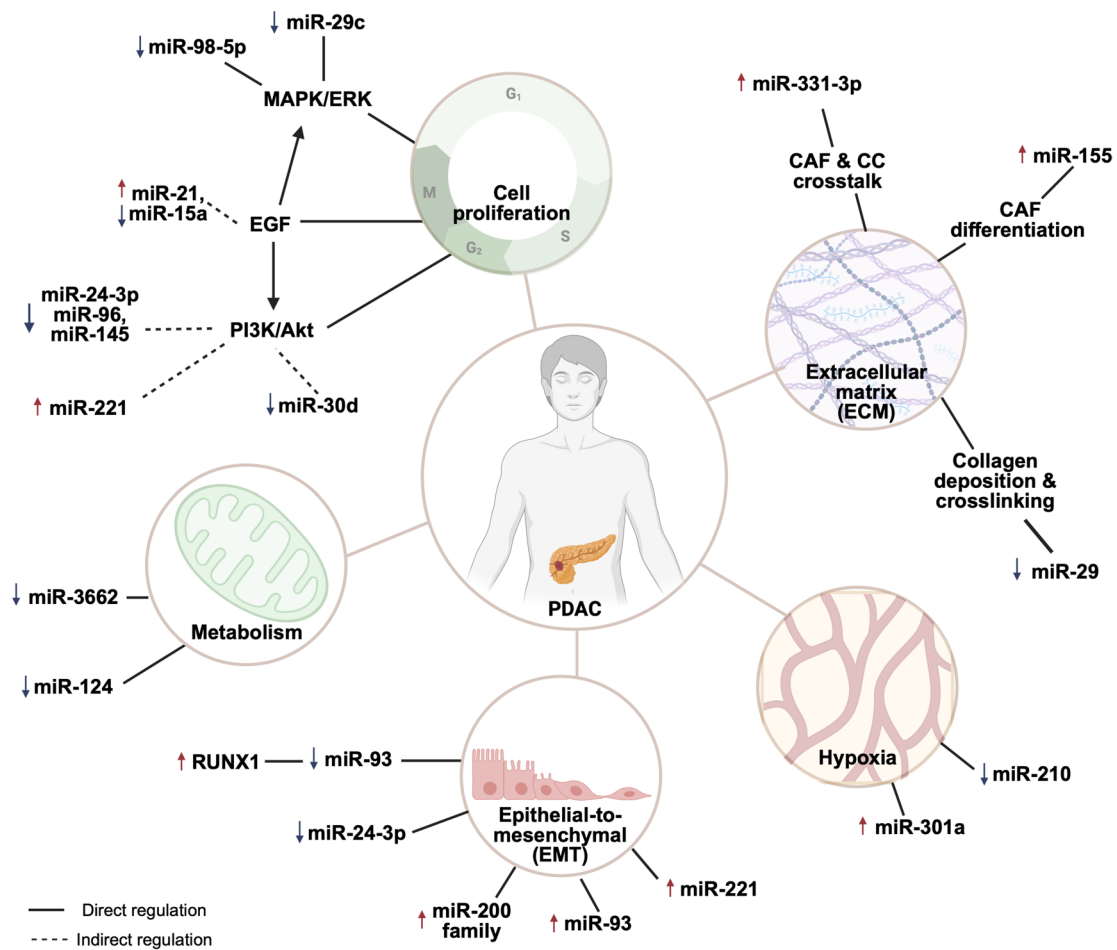 ↓ miR-29c
↓ miR-98-5p
MAPK/ERK
↑ miR-21,
↓ miR-15a
EGF
miR-24-3p
↓ miR-96,
miR-145
PI3K/Akt
↑ miR-221
↓ miR-30d
G₁
M
G₂
S
Cell
proliferation
↑ miR-331-3p
CAF & CC
crosstalk
↑ miR-155
CAF
differentiation
Extracellular
matrix
(ECM)
Collagen
deposition &
crosslinking
↓ miR-29
PDAC
↓ miR-3662
Metabolism
↓ miR-124
Hypoxia
↓ miR-210
↑ miR-301a
↑ RUNX1
↓ miR-93
↓ miR-24-3p
Epithelial-to-
mesenchymal
(EMT)
↑ miR-221
↑ miR-200
family
↑ miR-93
Direct regulation
Indirect regulation